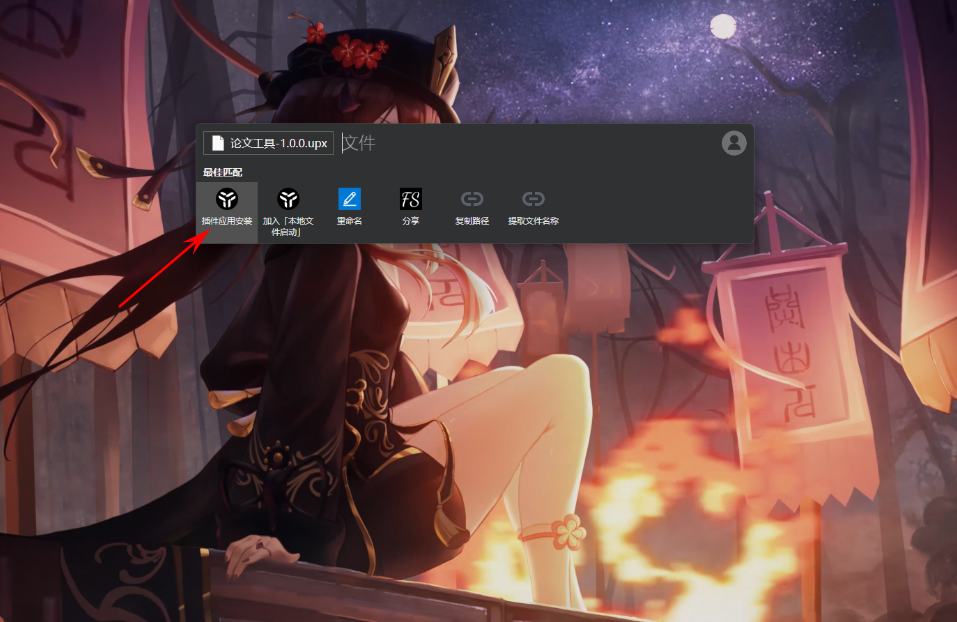 论文工具-1.0.0.upx 文件
最佳匹配
插件应用安装
加入「本地文
件启动」
重命名
FS
分享
复制路径
提取文件名称